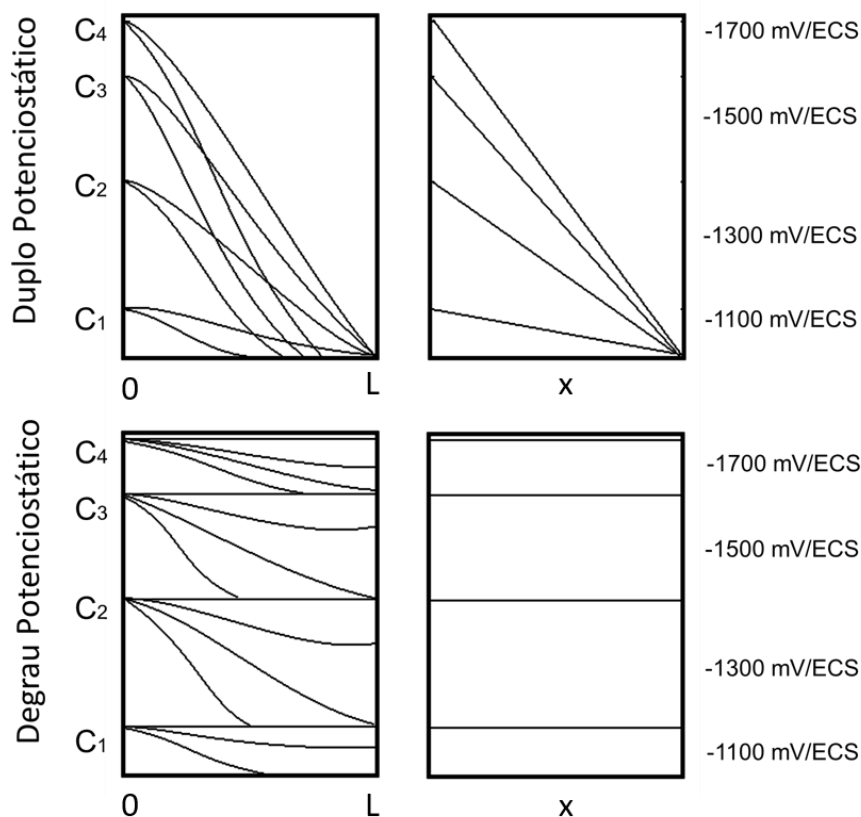 Duplo Potenciostático
C4
C3
C2
C1
0 L
x
-1700 mV/ECS
-1500 mV/ECS
-1300 mV/ECS
-1100 mV/ECS
Degrau Potenciostático
C4
C3
C2
C1
0 L
x
-1700 mV/ECS
-1500 mV/ECS
-1300 mV/ECS
-1100 mV/ECS